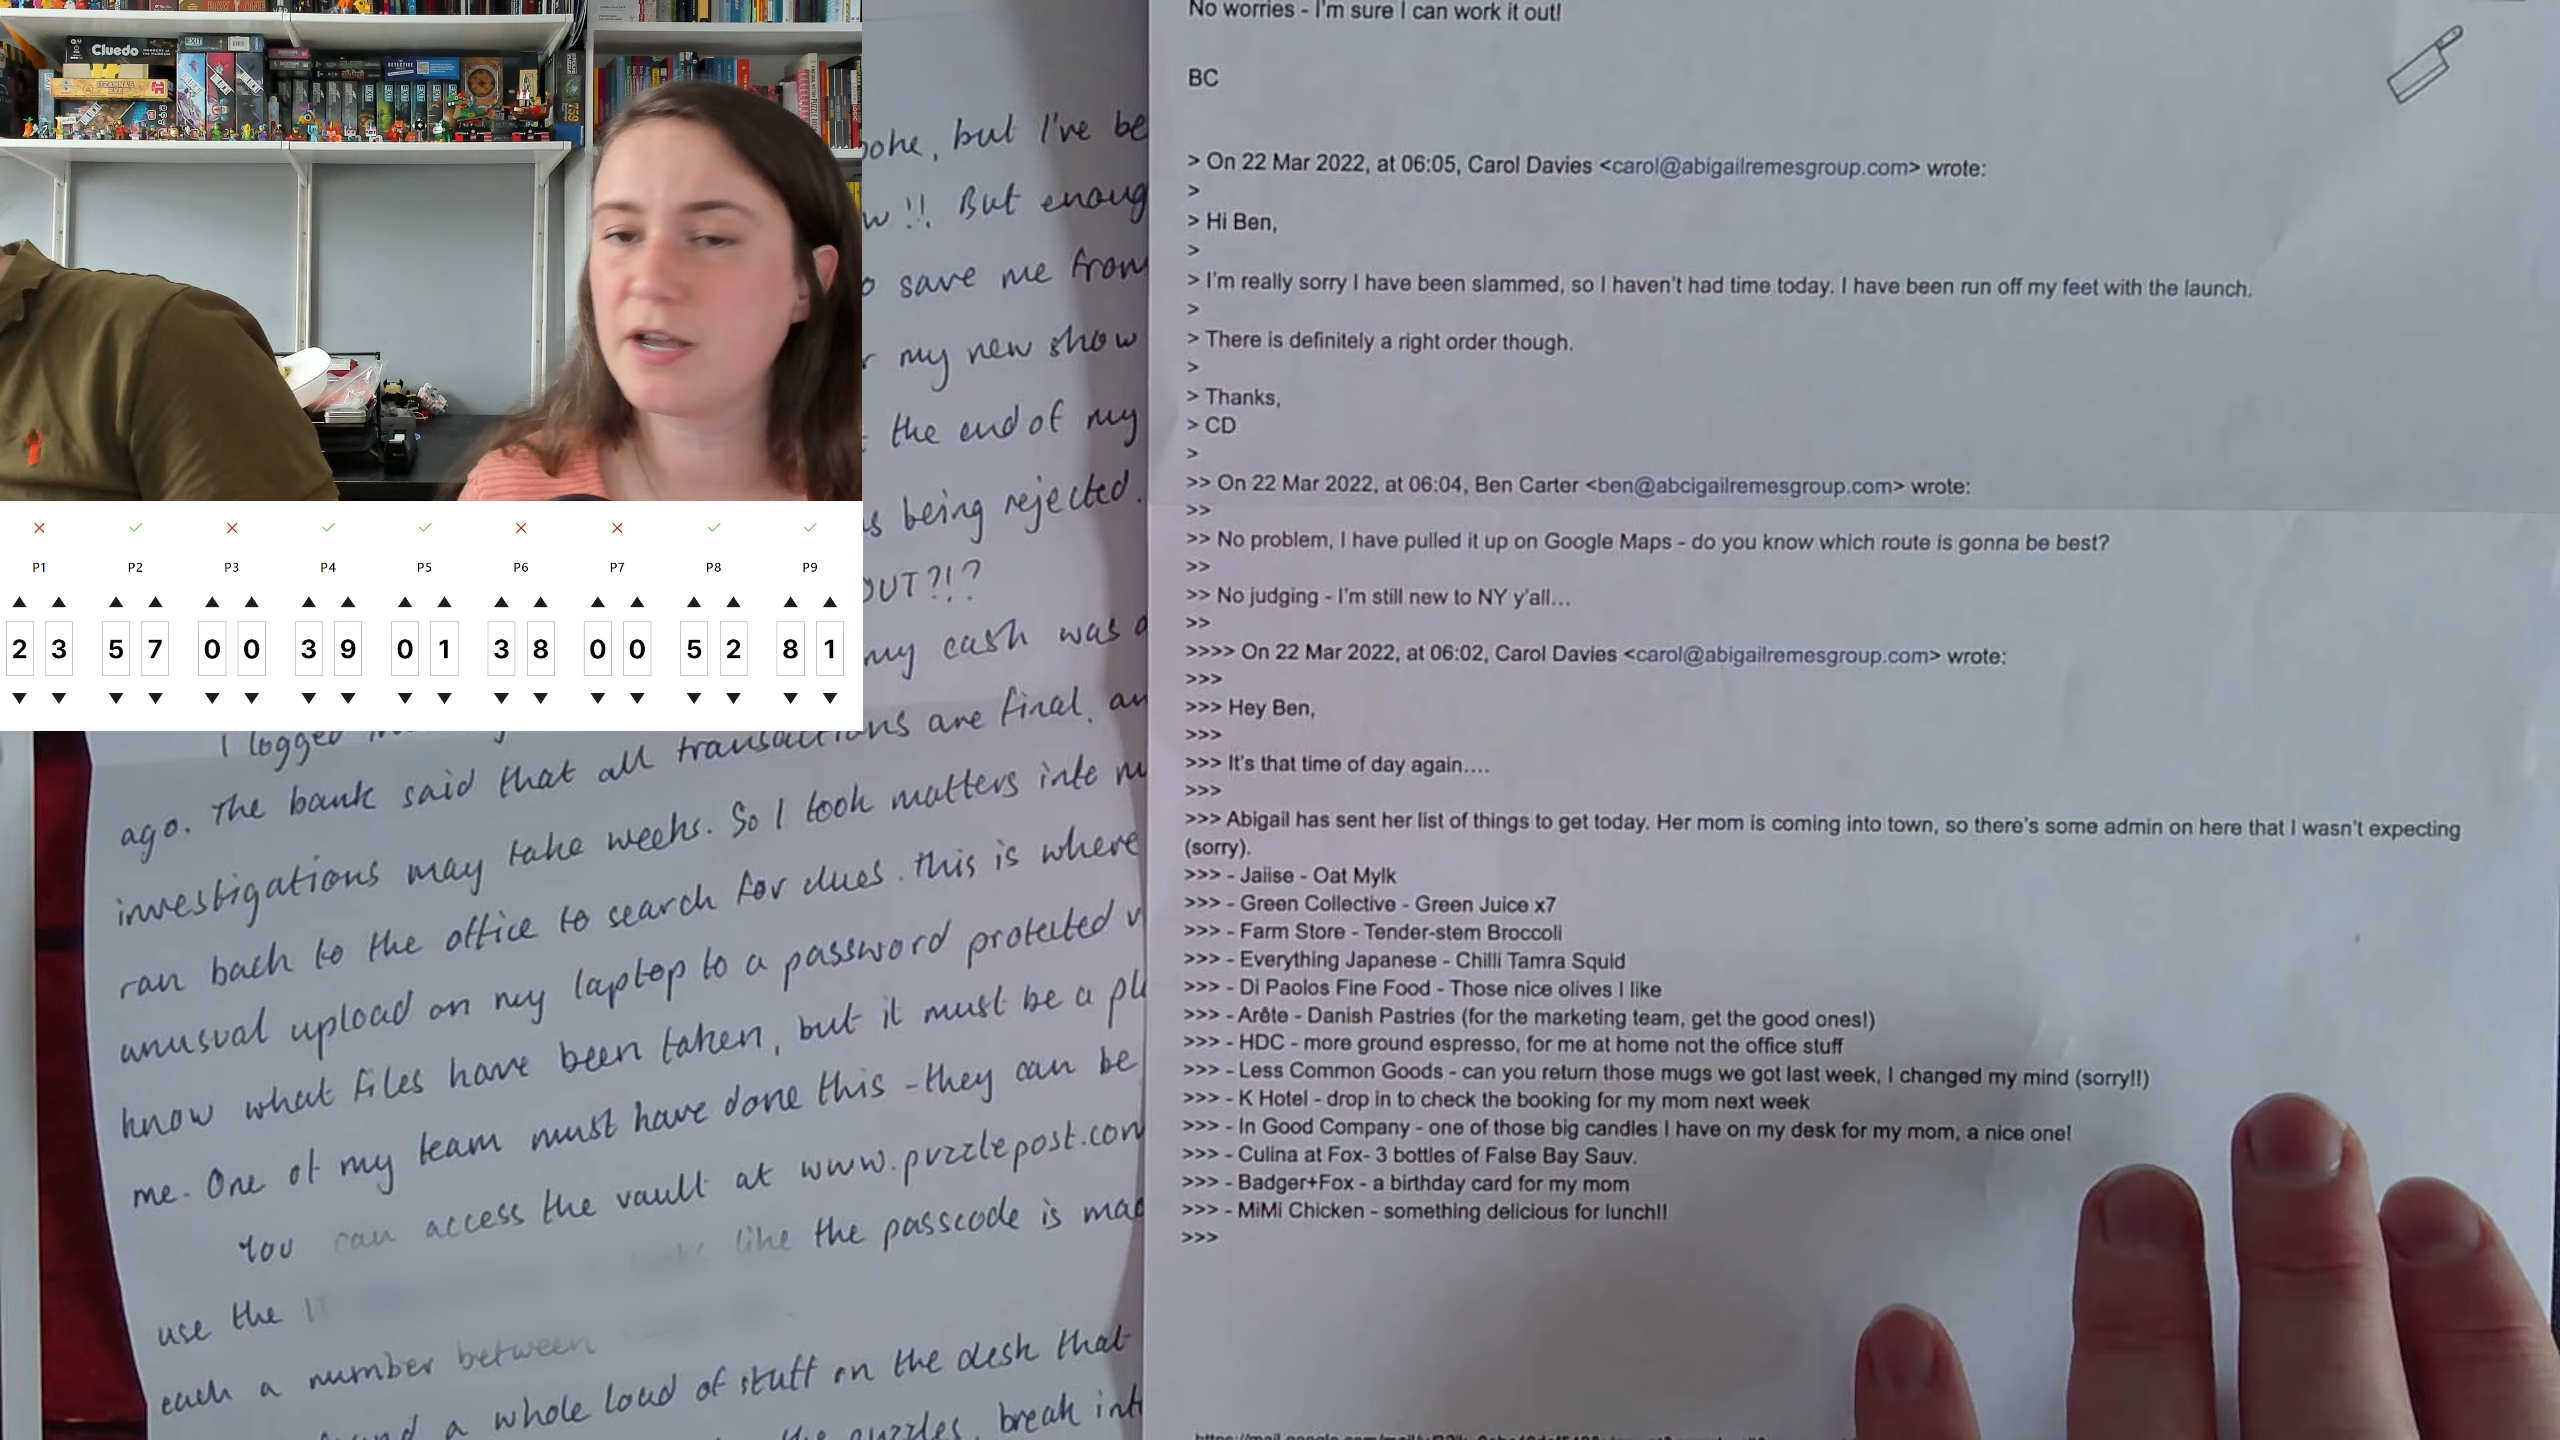 Cluedo
EXIT
P1 P2 P3 P4 P5 P6 P7 P8 P9
2 3 5 7 0 0 3 9 0 1 3 8 0 0 5 2 8 1
but I've be
!! But enoug
save me from
my new show
the end of my
being rejected.
OUT?!?
my cash was
I logged
ago. The bank said that all transactions are final, an
investigations may take weeks. So I took matters into m
ran back to the office to search for clues. This is where
unusual upload on my laptop to a password protected v
know what files have been taken, but it must be a pl
me. One of my team must have done this - they can be
You can access the vault at www.puzzlepost.com
like the passcode is mad
use the
each a number between
a whole load of stuff on the desk that
puzzles, break int
No worries - I'm sure I can work it out!
BC
> On 22 Mar 2022, at 06:05, Carol Davies <carol@abigailremesgroup.com> wrote:
>
> Hi Ben,
>
> I'm really sorry I have been slammed, so I haven't had time today. I have been run off my feet with the launch.
>
> There is definitely a right order though.
>
> Thanks,
> CD
>
>> On 22 Mar 2022, at 06:04, Ben Carter <ben@abcigailremesgroup.com> wrote:
>>
>> No problem, I have pulled it up on Google Maps - do you know which route is gonna be best?
>>
>> No judging - I'm still new to NY y'all...
>>
>>>> On 22 Mar 2022, at 06:02, Carol Davies <carol@abigailremesgroup.com> wrote:
>>>
>>> Hey Ben,
>>>
>>> It's that time of day again....
>>>
>>> Abigail has sent her list of things to get today. Her mom is coming into town, so there's some admin on here that I wasn't expecting
(sorry).
>>> - Jaiise - Oat Mylk
>>> - Green Collective - Green Juice x7
>>> - Farm Store - Tender-stem Broccoli
>>> - Everything Japanese - Chilli Tamra Squid
>>> - Di Paolos Fine Food - Those nice olives I like
>>> - Arête - Danish Pastries (for the marketing team, get the good ones!)
>>> - HDC - more ground espresso, for me at home not the office stuff
>>> - Less Common Goods - can you return those mugs we got last week, I changed my mind (sorry!!)
>>> - K Hotel - drop in to check the booking for my mom next week
>>> - In Good Company - one of those big candles I have on my desk for my mom, a nice one!
>>> - Culina at Fox- 3 bottles of False Bay Sauv.
>>> - Badger+Fox - a birthday card for my mom
>>> - MiMi Chicken - something delicious for lunch!!
>>>